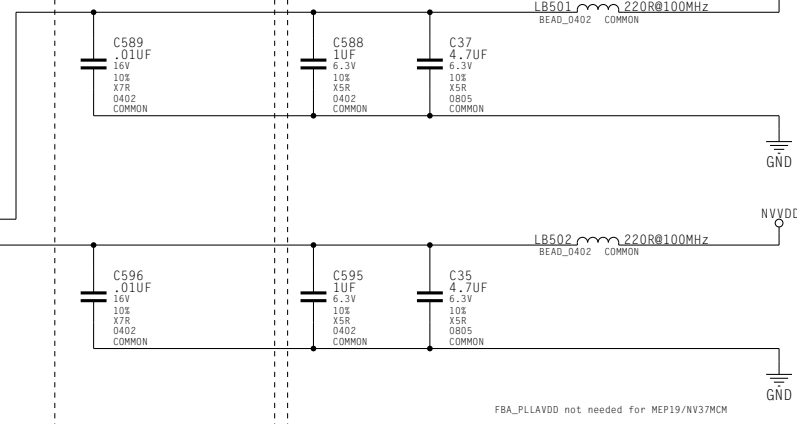 LB501 220R@100MHz
BEAD_0402 COMMON
C589
.01UF
16V
10%
X7R
0402
COMMON
C588
1UF
6.3V
10%
X5R
0402
COMMON
C37
4.7UF
6.3V
10%
X5R
0805
COMMON
GND
NVVDD
LB502 220R@100MHz
BEAD_0402 COMMON
C596
.01UF
16V
10%
X7R
0402
COMMON
C595
1UF
6.3V
10%
X5R
0402
COMMON
C35
4.7UF
6.3V
10%
X5R
0805
COMMON
GND
FBA_PLLAVDD not needed for MEP19/NV37MCM